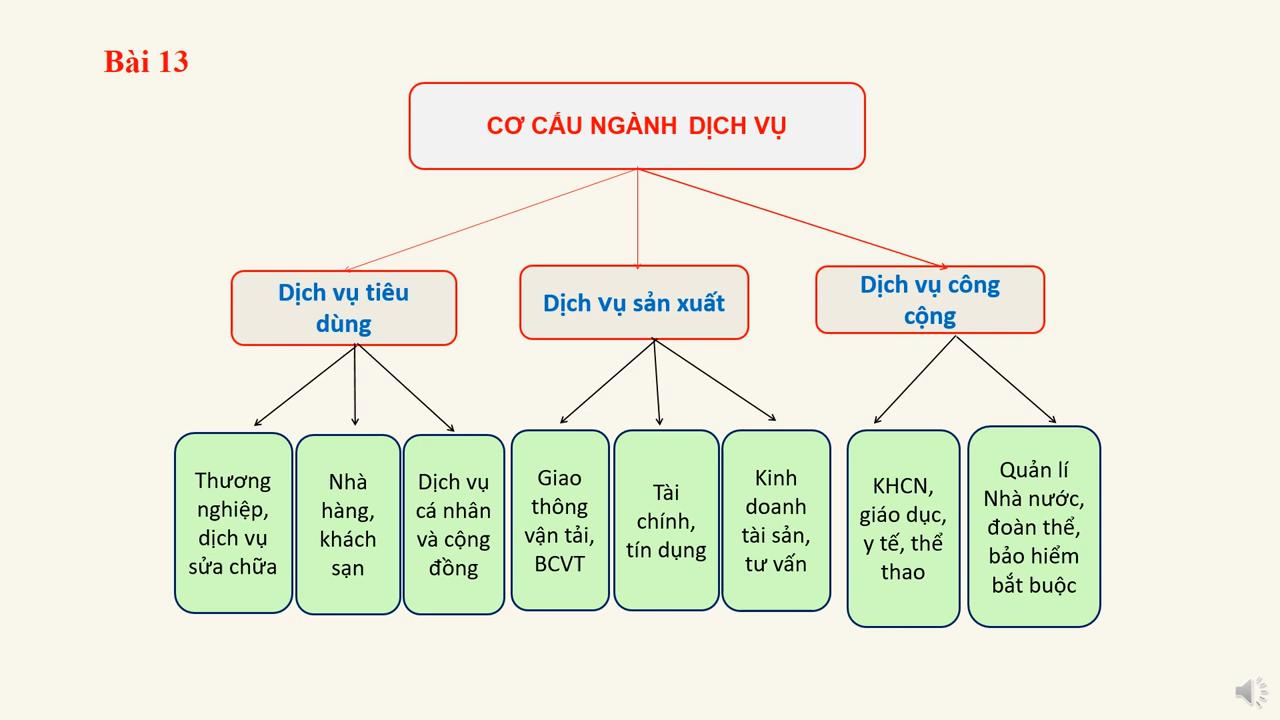 Bài 13
CƠ CẤU NGÀNH DỊCH VỤ
Dịch vụ tiêu
dùng
Dịch vụ sản xuất
Dịch vụ công
cộng
Thương
nghiệp,
dịch vụ
sửa chữa
Nhà
hàng,
khách
sạn
Dịch vụ
cá nhân
và cộng
đồng
Giao
thông
vận tải,
BCVT
Tài
chính,
tín dụng
Kinh
doanh
tài sản,
tư vấn
KHCN,
giáo dục,
y tế, thể
thao
Quản lí
Nhà nước,
đoàn thể,
bảo hiểm
bắt buộc